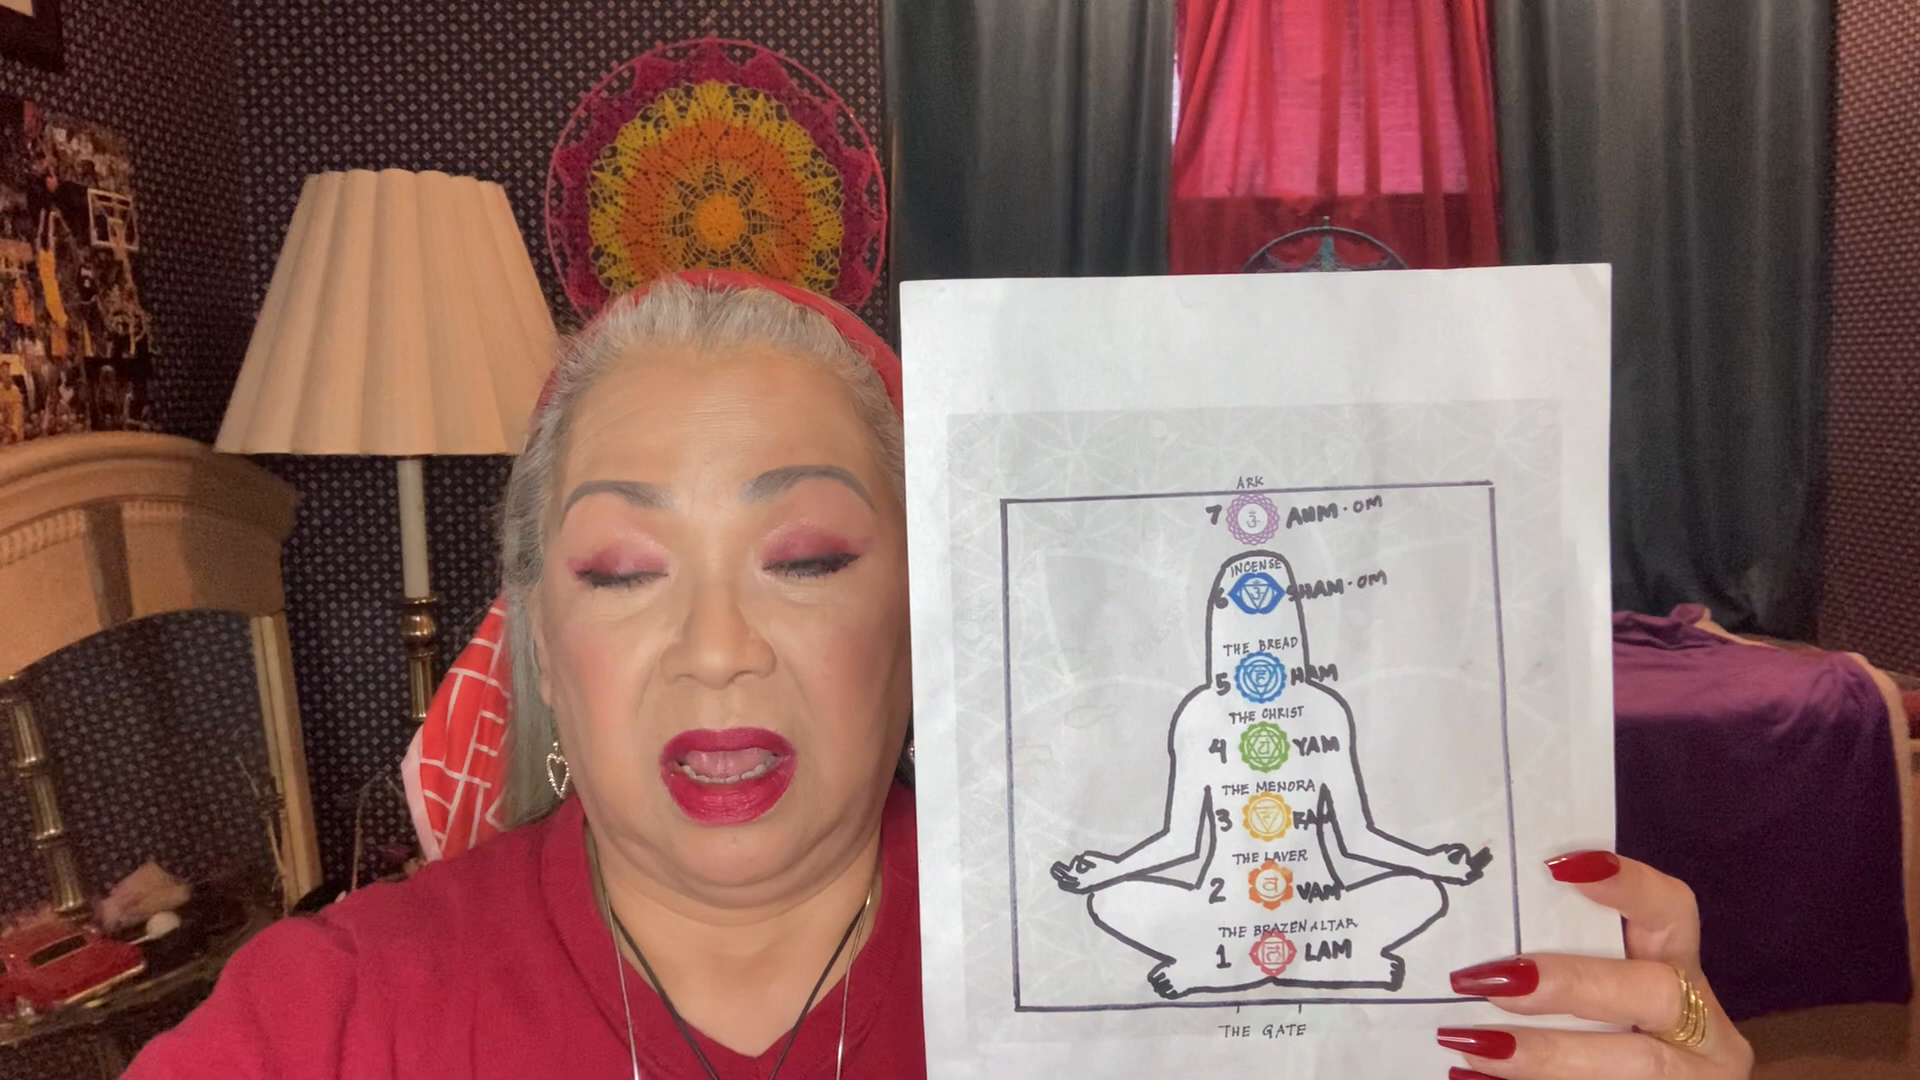 ARK
7 ॐ AHM-OM
INCENSE
6 ॐ SHAM-OM
THE BREAD
5 हं HAM
THE CHRIST
4 यं YAM
THE MENORA
3 रं RAM
THE LAVER
2 वं VAM
THE BRAZEN ALTAR
1 लं LAM
THE GATE